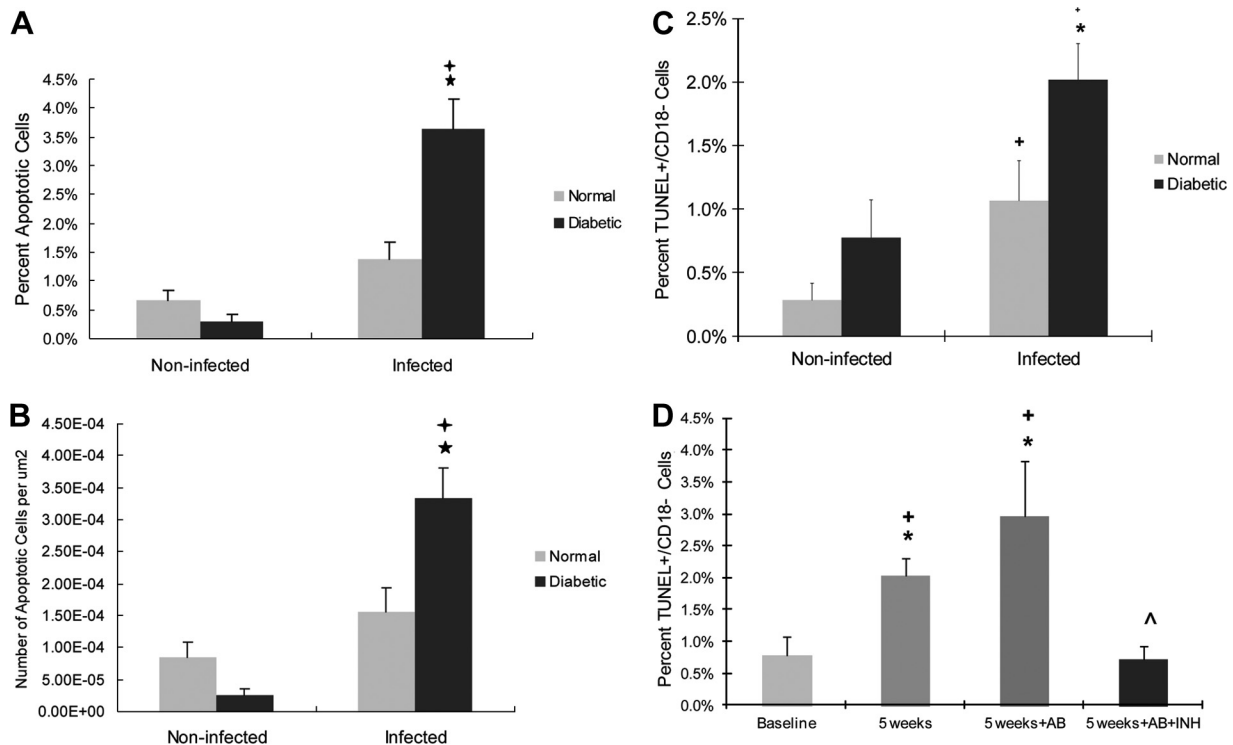 A
Percent Apoptotic Cells
4.5%
4.0%
3.5%
3.0%
2.5%
2.0%
1.5%
1.0%
0.5%
0.0%
Non-infected
Infected
Normal
Diabetic
B
Number of Apoptotic Cells per um2
4.50E-04
4.00E-04
3.50E-04
3.00E-04
2.50E-04
2.00E-04
1.50E-04
1.00E-04
5.00E-05
0.00E+00
Non-infected
Infected
Normal
Diabetic
C
Percent TUNEL+/CD18- Cells
2.5%
2.0%
1.5%
1.0%
0.5%
0.0%
+
+
*
Non-infected
Infected
Normal
Diabetic
D
Percent TUNEL+/CD18- Cells
4.5%
4.0%
3.5%
3.0%
2.5%
2.0%
1.5%
1.0%
0.5%
0.0%
+
*
+
*
^
Baseline
5 weeks
5 weeks+AB
5 weeks+AB+INH